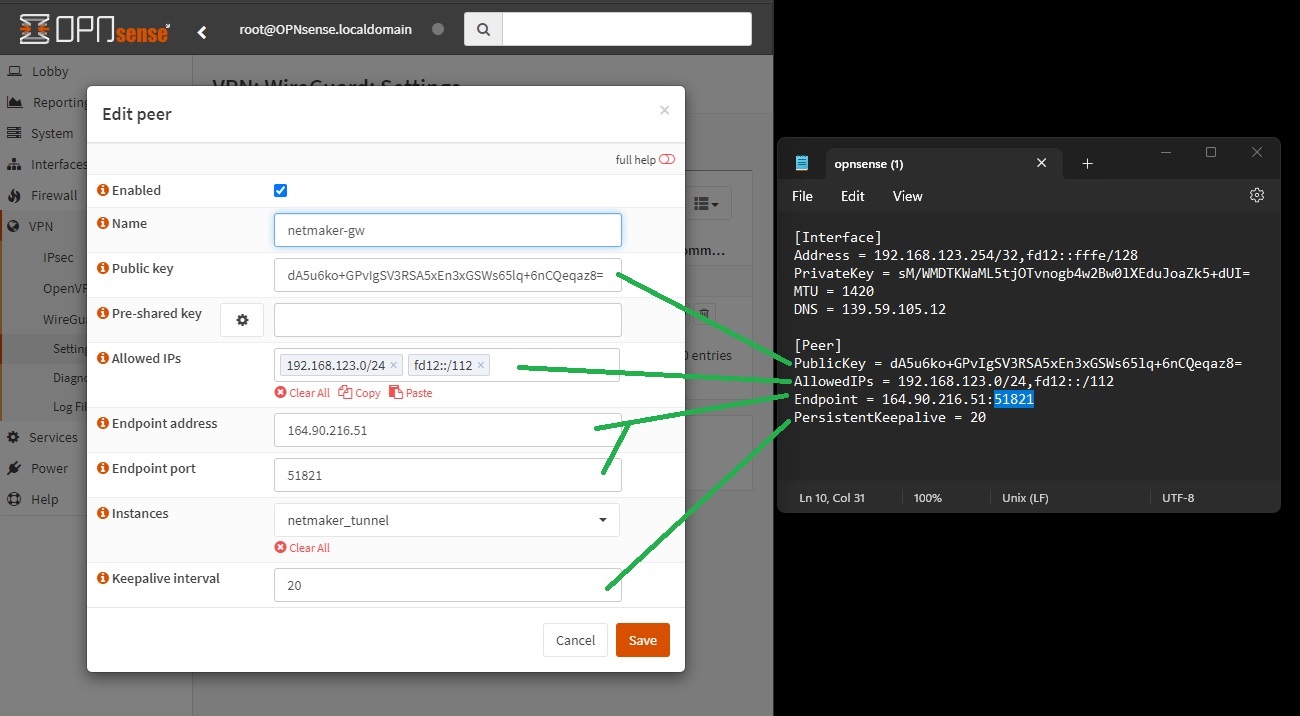 OPNsense
root@OPNsense.localdomain
Lobby
Reporting
System
Interfaces
Firewall
VPN
IPsec
OpenVP
WireGua
Setting
Diagno
Log Fil
Services
Power
Help
VPN: WireGuard: Settings
omm...
0 entries
Edit peer
×
full help
Enabled
Name
netmaker-gw
Public key
dA5u6ko+GPvIgSV3RSA5xEn3xGSWs65lq+6nCQeqaz8=
Pre-shared key
Allowed IPs
192.168.123.0/24 × fd12::/112 ×
Clear All Copy Paste
Endpoint address
164.90.216.51
Endpoint port
51821
Instances
netmaker_tunnel
Clear All
Keepalive interval
20
Cancel
Save
opnsense (1)
File Edit View
[Interface]
Address = 192.168.123.254/32,fd12::fffe/128
PrivateKey = sM/WMDTKWaML5tjOTvnogb4w2Bw0lXEduJoaZk5+dUI=
MTU = 1420
DNS = 139.59.105.12
[Peer]
PublicKey = dA5u6ko+GPvIgSV3RSA5xEn3xGSWs65lq+6nCQeqaz8=
AllowedIPs = 192.168.123.0/24,fd12::/112
Endpoint = 164.90.216.51:51821
PersistentKeepalive = 20
Ln 10, Col 31
100%
Unix (LF)
UTF-8